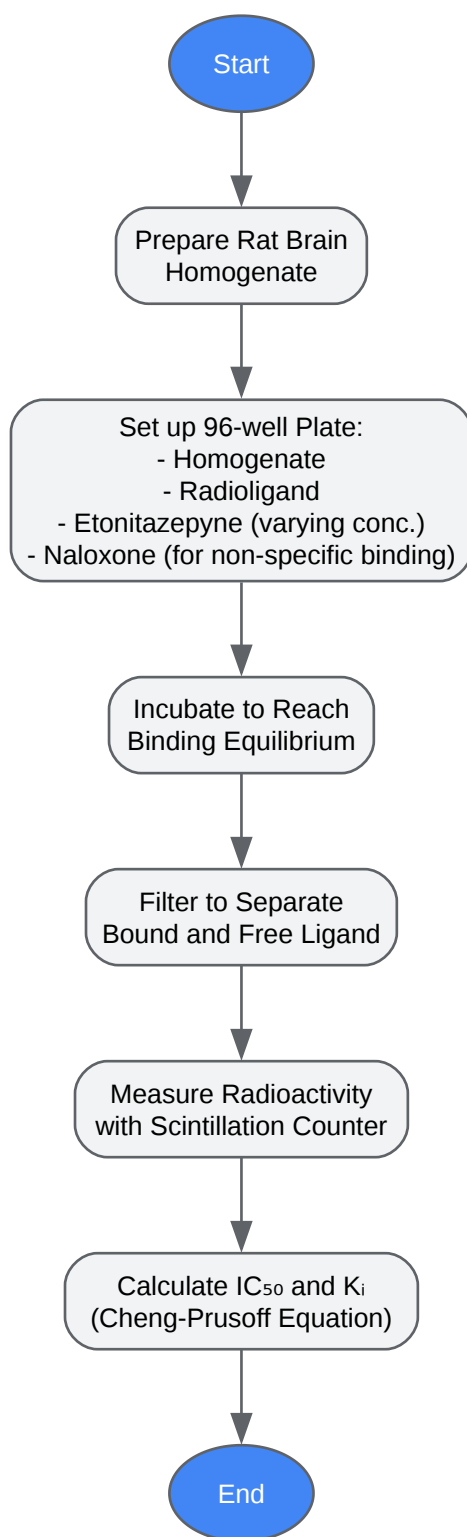 Start
Prepare Rat Brain
Homogenate
Set up 96-well Plate:
- Homogenate
- Radioligand
- Etonitazepyne (varying conc.)
- Naloxone (for non-specific binding)
Incubate to Reach
Binding Equilibrium
Filter to Separate
Bound and Free Ligand
Measure Radioactivity
with Scintillation Counter
Calculate IC₅₀ and Kᵢ
(Cheng-Prusoff Equation)
End